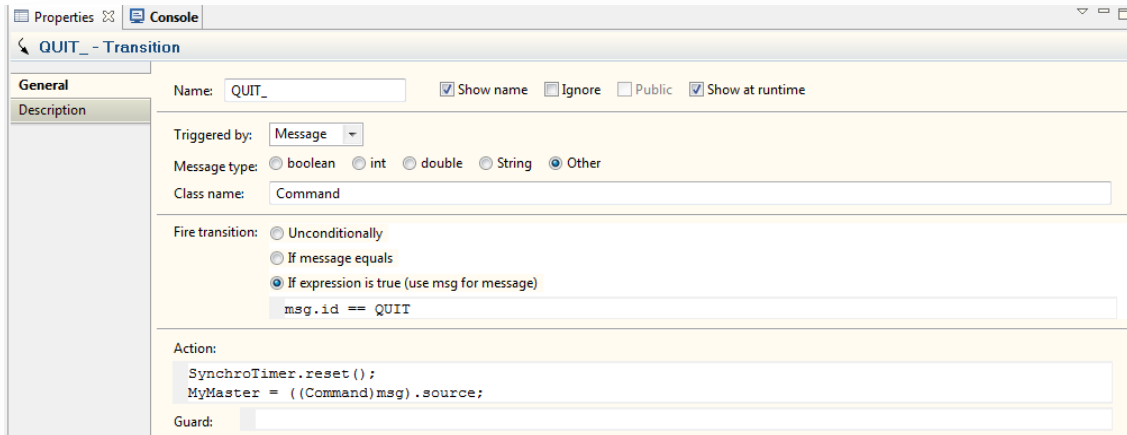 Properties Console
QUIT_ - Transition
General
Description
Name: QUIT_ Show name Ignore Public Show at runtime
Triggered by: Message
Message type: boolean int double String Other
Class name: Command
Fire transition: Unconditionally
If message equals
If expression is true (use msg for message)
msg.id == QUIT
Action:
SynchroTimer.reset();
MyMaster = ((Command)msg).source;
Guard: